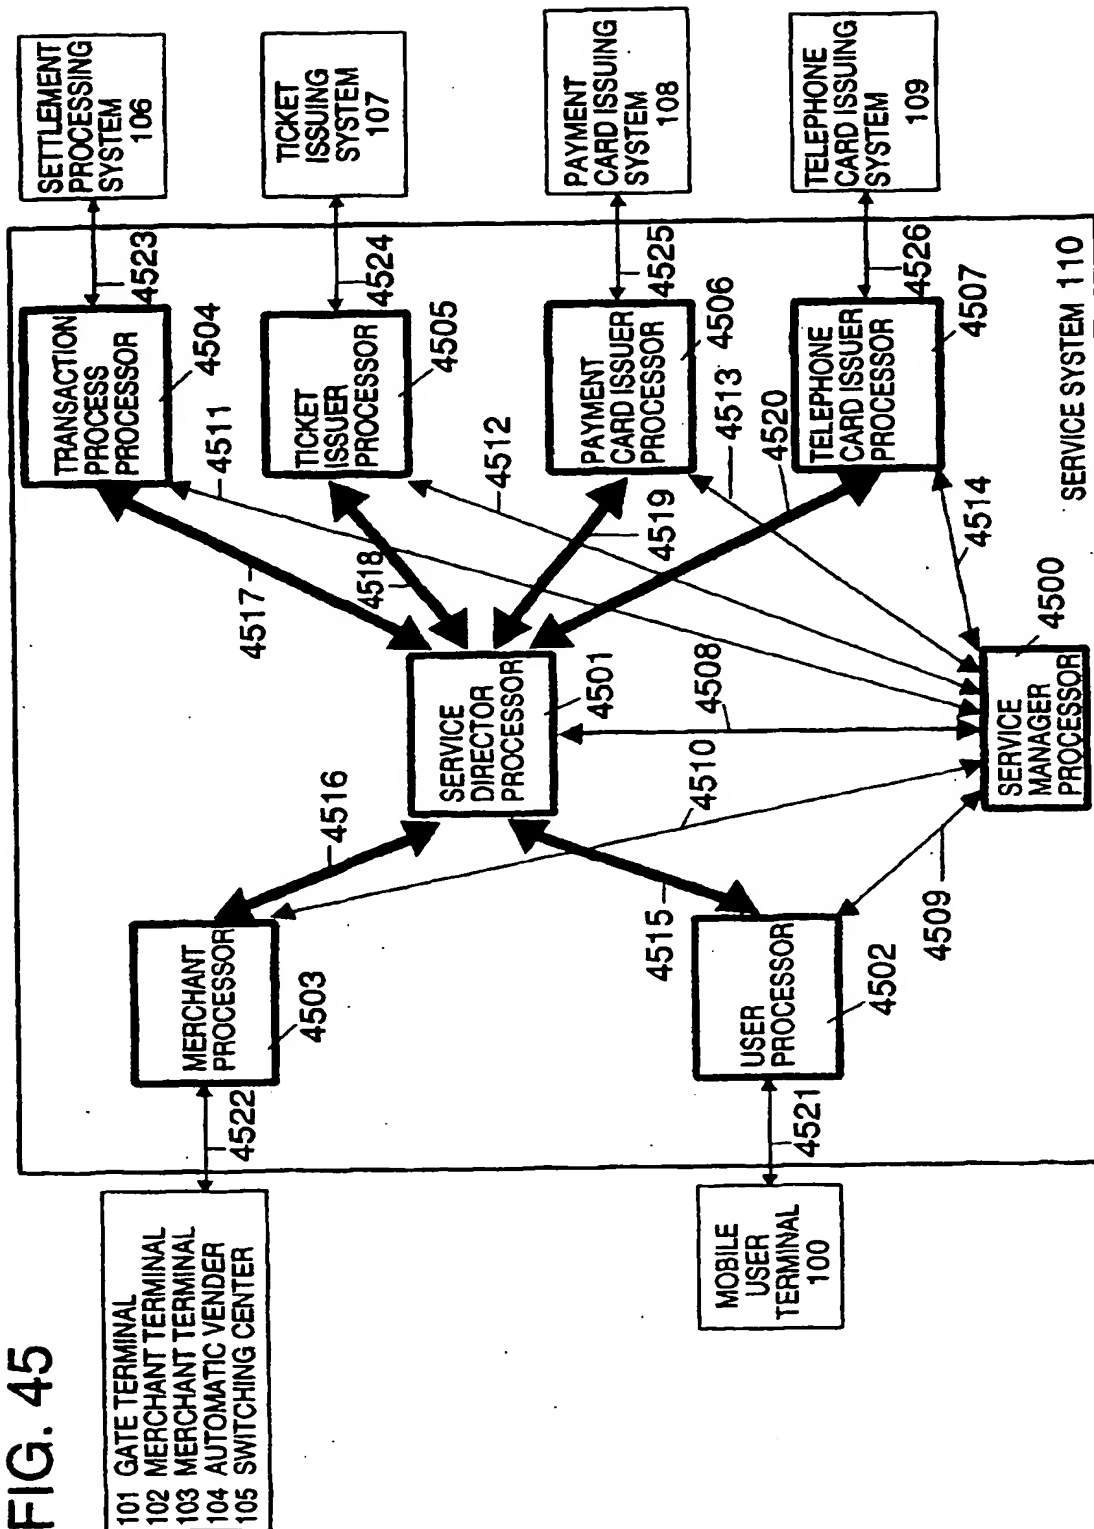 FIG. 45
101 GATE TERMINAL
102 MERCHANT TERMINAL
103 MERCHANT TERMINAL
104 AUTOMATIC VENDER
105 SWITCHING CENTER
4522
MERCHANT
PROCESSOR
4503
4516
4517
TRANSACTION
PROCESS
PROCESSOR
4504
4511
4523
SETTLEMENT
PROCESSING
SYSTEM
106
4518
TICKET
ISSUER
PROCESSOR
4505
4512
4524
TICKET
ISSUING
SYSTEM
107
SERVICE
DIRECTOR
PROCESSOR
4501
4519
PAYMENT
CARD ISSUER
PROCESSOR
4506
4513
4525
PAYMENT
CARD ISSUING
SYSTEM
108
MOBILE
USER
TERMINAL
100
4521
USER
PROCESSOR
4502
4515
4509
4510
4508
4520
TELEPHONE
CARD ISSUER
PROCESSOR
4507
4514
4526
TELEPHONE
CARD ISSUING
SYSTEM
109
SERVICE
MANAGER
PROCESSOR
4500
SERVICE SYSTEM 110